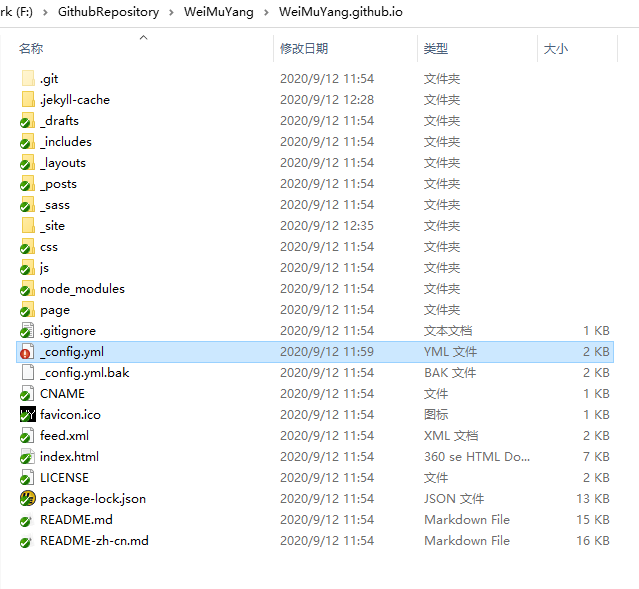 rk (F:) > GithubRepository > WeiMuYang > WeiMuYang.github.io
名称 修改日期 类型 大小
.git 2020/9/12 11:54 文件夹
.jekyll-cache 2020/9/12 12:28 文件夹
_drafts 2020/9/12 11:54 文件夹
_includes 2020/9/12 11:54 文件夹
_layouts 2020/9/12 11:54 文件夹
_posts 2020/9/12 11:54 文件夹
_sass 2020/9/12 11:54 文件夹
_site 2020/9/12 12:35 文件夹
css 2020/9/12 11:54 文件夹
js 2020/9/12 11:54 文件夹
node_modules 2020/9/12 11:54 文件夹
page 2020/9/12 11:54 文件夹
.gitignore 2020/9/12 11:54 文本文档 1 KB
_config.yml 2020/9/12 11:59 YML 文件 2 KB
_config.yml.bak 2020/9/12 11:54 BAK 文件 2 KB
CNAME 2020/9/12 11:54 文件 1 KB
favicon.ico 2020/9/12 11:54 图标 1 KB
feed.xml 2020/9/12 11:54 XML 文档 2 KB
index.html 2020/9/12 11:54 360 se HTML Do... 7 KB
LICENSE 2020/9/12 11:54 文件 2 KB
package-lock.json 2020/9/12 11:54 JSON 文件 13 KB
README.md 2020/9/12 11:54 Markdown File 15 KB
README-zh-cn.md 2020/9/12 11:54 Markdown File 16 KB